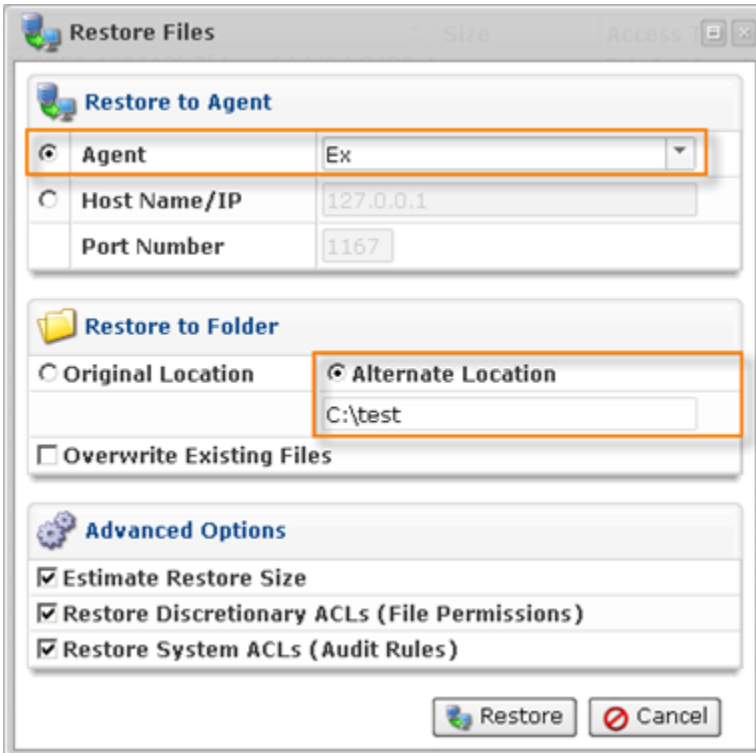 Restore Files Size Access T
Restore to Agent
Agent Ex
Host Name/IP 127.0.0.1
Port Number 1167
Restore to Folder
Original Location Alternate Location
C:\test
Overwrite Existing Files
Advanced Options
Estimate Restore Size
Restore Discretionary ACLs (File Permissions)
Restore System ACLs (Audit Rules)
Restore Cancel